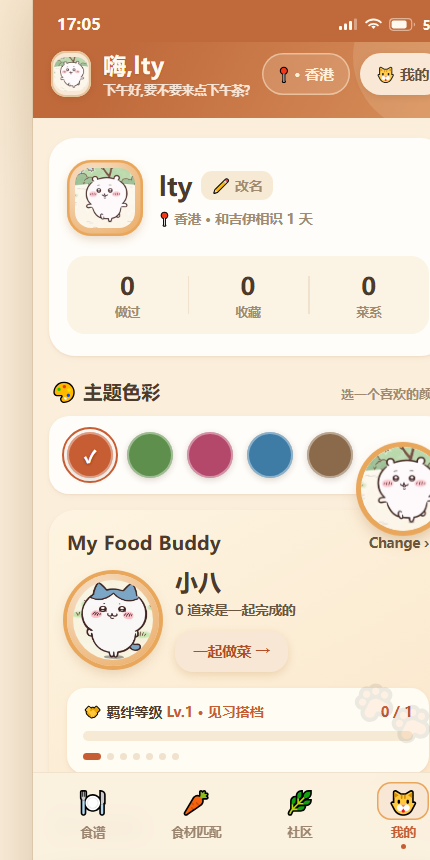 17:05
5
嗨,lty
下午好,要不要来点下午茶?
• 香港
我的
lty
改名
香港 • 和吉伊相识 1 天
0
0
0
做过
收藏
菜系
主题色彩
选一个喜欢的颜
My Food Buddy
Change ›
小八
0 道菜是一起完成的
一起做菜 →
羁绊等级 Lv.1 • 见习搭档
0 / 1
食谱
食材匹配
社区
我的